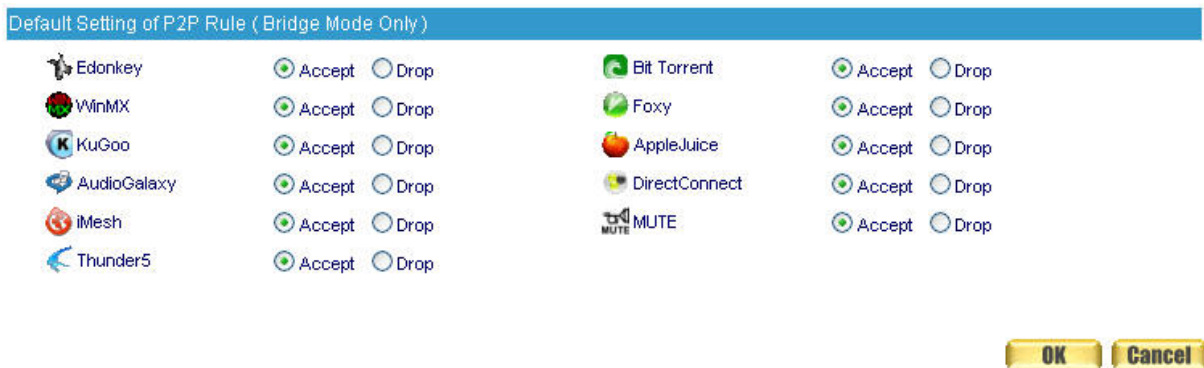 Default Setting of P2P Rule ( Bridge Mode Only )
Edonkey Accept Drop Bit Torrent Accept Drop
WinMX Accept Drop Foxy Accept Drop
KuGoo Accept Drop AppleJuice Accept Drop
AudioGalaxy Accept Drop DirectConnect Accept Drop
iMesh Accept Drop MUTE MUTE Accept Drop
Thunder5 Accept Drop
OK Cancel